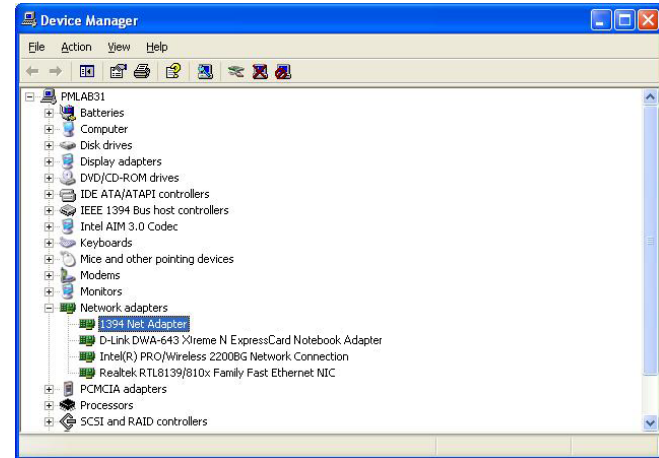 Device Manager
File Action View Help
PMLAB31
Batteries
Computer
Disk drives
Display adapters
DVD/CD-ROM drives
IDE ATA/ATAPI controllers
IEEE 1394 Bus host controllers
Intel AIM 3.0 Codec
Keyboards
Mice and other pointing devices
Modems
Monitors
Network adapters
1394 Net Adapter
D-Link DWA-643 Xtreme N ExpressCard Notebook Adapter
Intel(R) PRO/Wireless 2200BG Network Connection
Realtek RTL8139/810x Family Fast Ethernet NIC
PCMCIA adapters
Processors
SCSI and RAID controllers